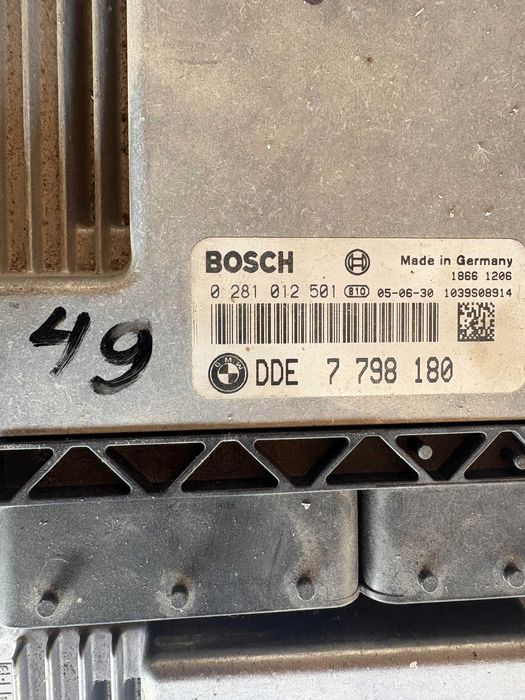 BOSCH
Made in Germany
1866 1206
0 281 012 501 810 05-06-30 1039S08914
BMW DDE 7 798 180
49